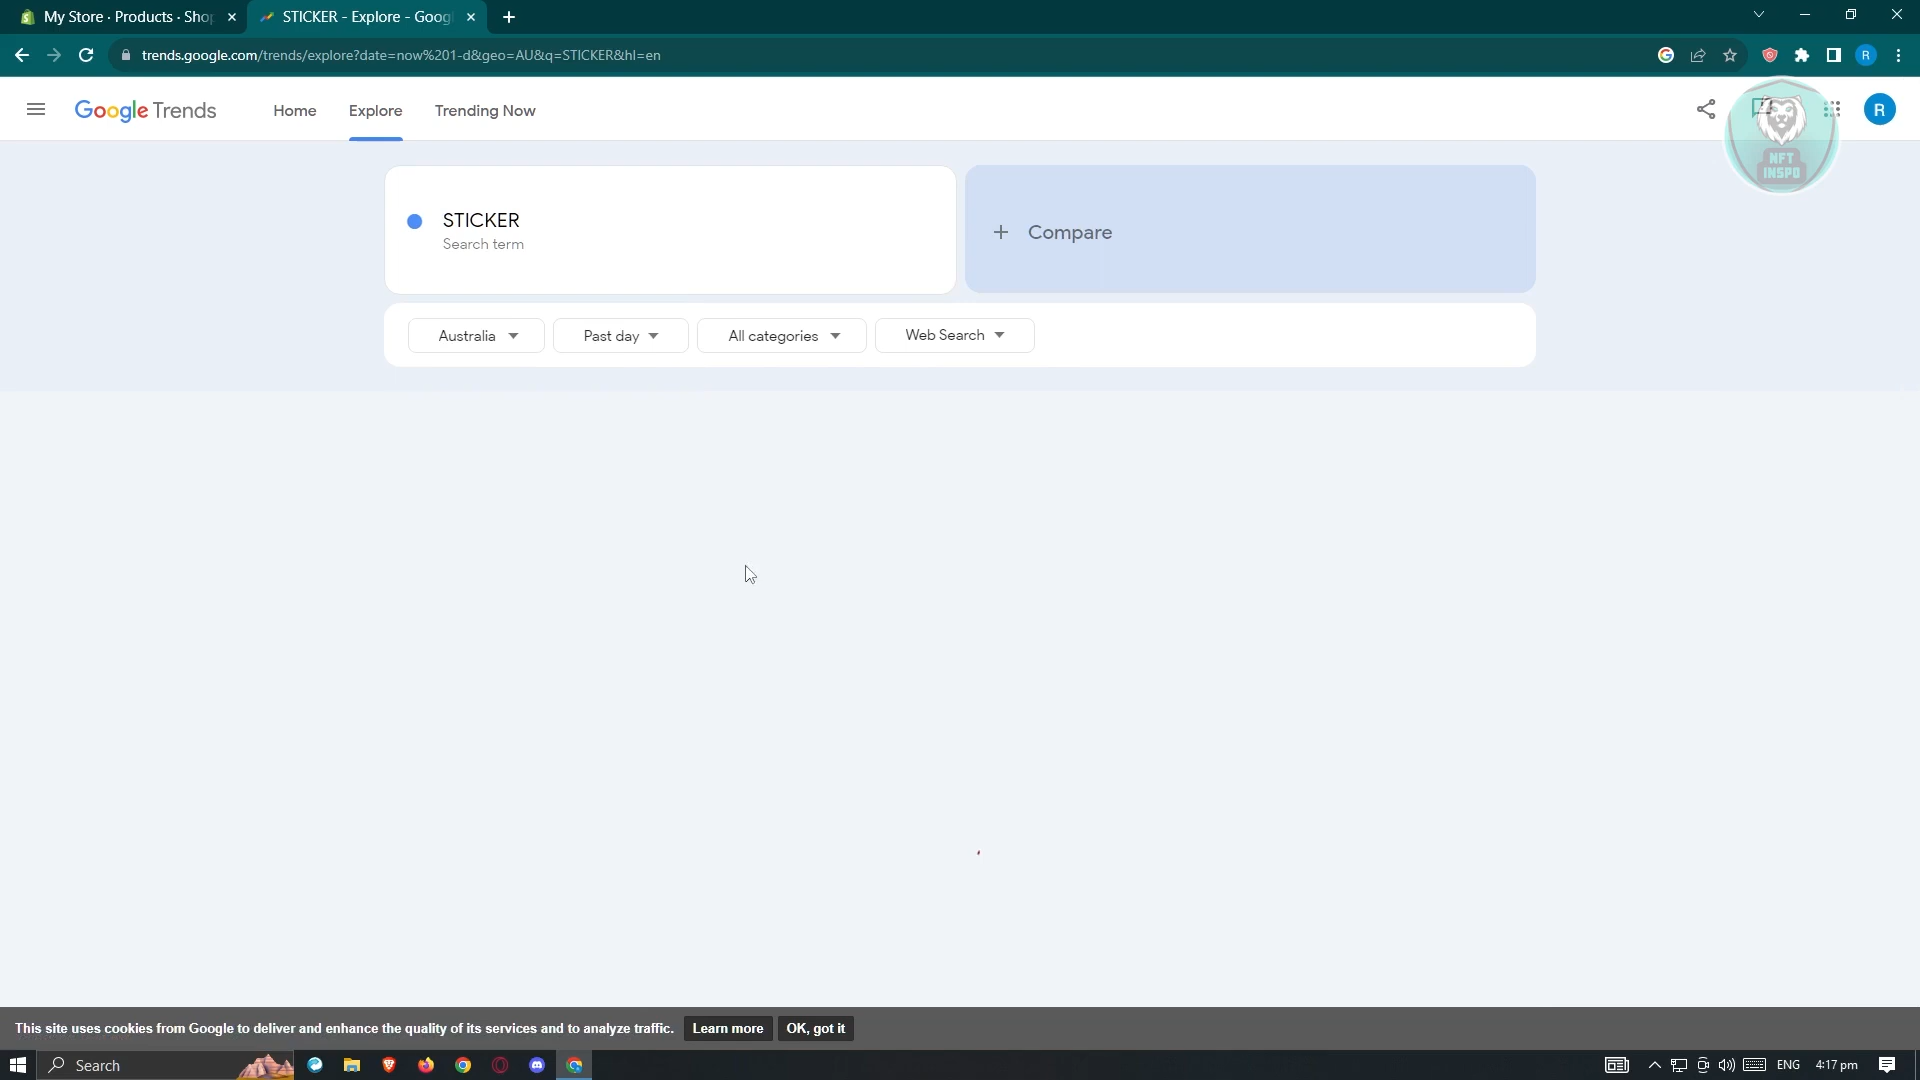 My Store · Products · Shop
STICKER - Explore - Googl
trends.google.com/trends/explore?date=now%201-d&geo=AU&q=STICKER&hl=en
R
Google Trends
Home
Explore
Trending Now
R
NFT
INSPO
STICKER
Search term
+ Compare
Australia
Past day
All categories
Web Search
This site uses cookies from Google to deliver and enhance the quality of its services and to analyze traffic.
Learn more
OK, got it
Search
ENG
4:17 pm